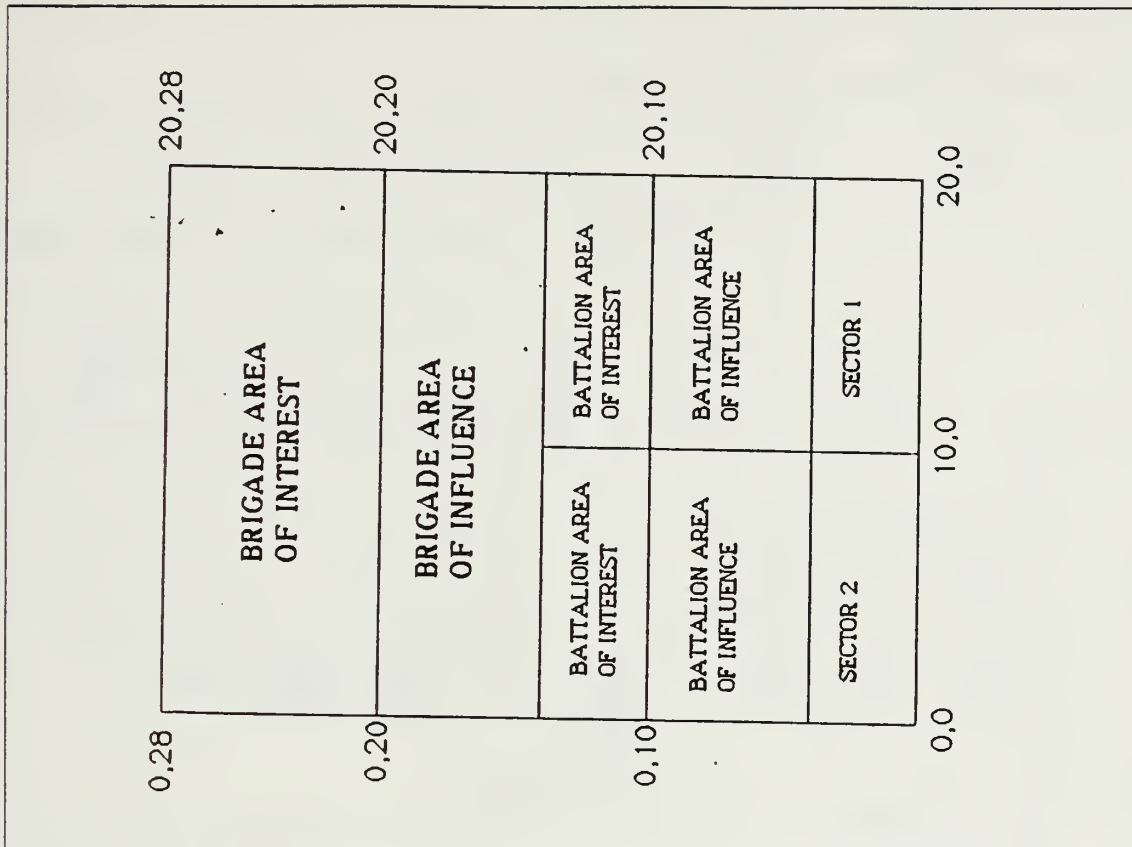 0,28
20,28
BRIGADE AREA
OF INTEREST
0,20
20,20
BRIGADE AREA
OF INFLUENCE
BATTALION AREA
OF INTEREST
BATTALION AREA
OF INTEREST
0,10
20,10
BATTALION AREA
OF INFLUENCE
BATTALION AREA
OF INFLUENCE
SECTOR 2
SECTOR 1
0,0
10,0
20,0